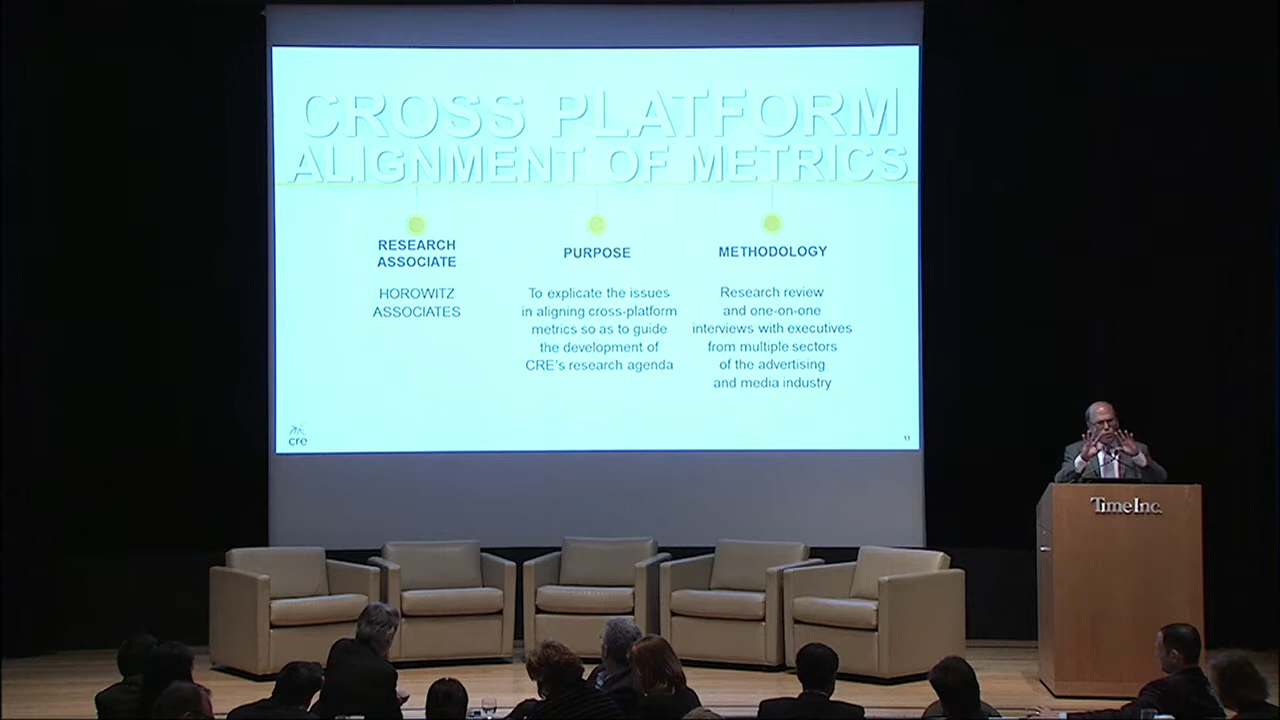 CROSS PLATFORM
ALIGNMENT OF METRICS
RESEARCH
ASSOCIATE
HOROWITZ
ASSOCIATES
PURPOSE
To explicate the issues
in aligning cross-platform
metrics so as to guide
the development of
CRE's research agenda
METHODOLOGY
Research review
and one-on-one
interviews with executives
from multiple sectors
of the advertising
and media industry
cre
11
TimeInc.